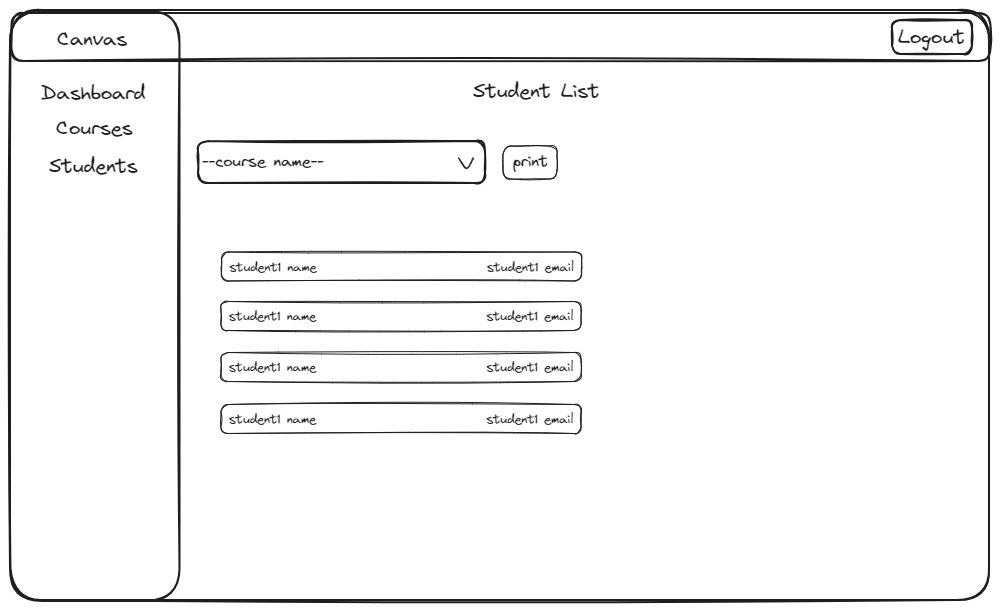 Canvas
Logout
Dashboard
Courses
Students
Student List
--course name--
print
student1 name student1 email
student1 name student1 email
student1 name student1 email
student1 name student1 email